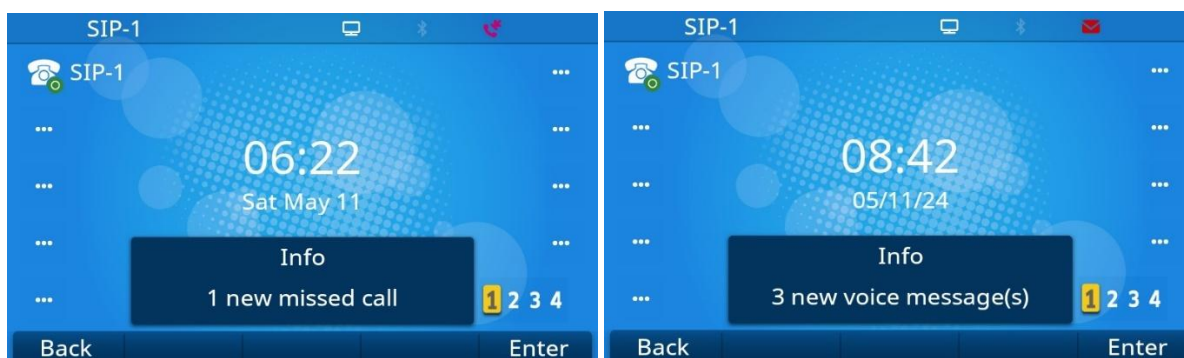 SIP-1
SIP-1
...
...
06:22
...
...
Sat May 11
...
...
Info
...
1 new missed call
...
1 2 3 4
Back
Enter
SIP-1
SIP-1
...
...
08:42
...
...
05/11/24
...
...
Info
...
3 new voice message(s)
...
1 2 3 4
Back
Enter